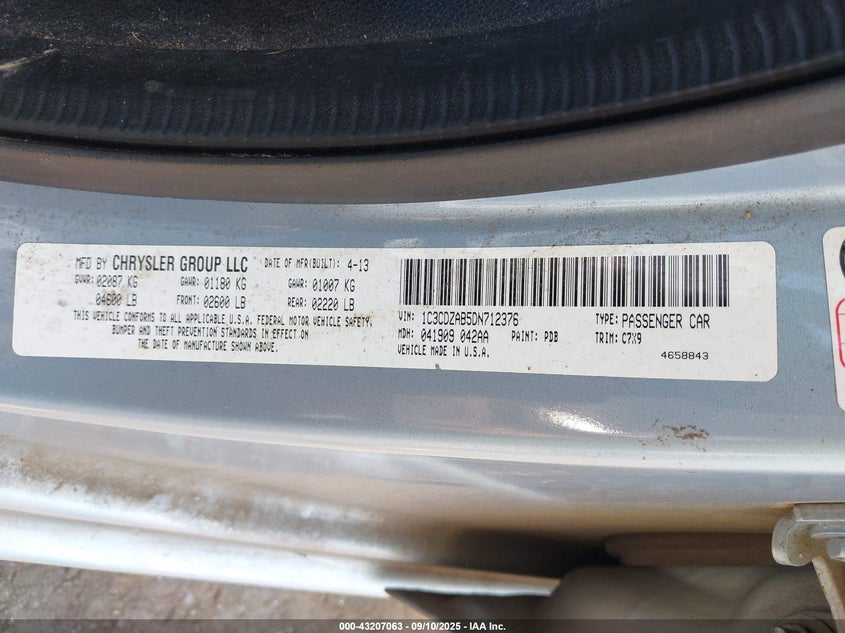 MFD BY CHRYSLER GROUP LLC DATE OF MFR(BUILT): 4-13
GVWR: 02087 KG GAWR: 01180 KG GAWR: 01007 KG
04600 LB FRONT: 02600 LB REAR: 02220 LB
THIS VEHICLE CONFORMS TO ALL APPLICABLE U.S.A. FEDERAL MOTOR VEHICLE SAFETY,
BUMPER AND THEFT PREVENTION STANDARDS IN EFFECT ON
THE DATE OF MANUFACTURE SHOWN ABOVE.
VIN: 1C3CDZAB5DN712376 TYPE: PASSENGER CAR
MDH: 041909 042AA PAINT: PDB TRIM: C7X9
VEHICLE MADE IN U.S.A. 4658843
000-43207063 - 09/10/2025 - IAA Inc.